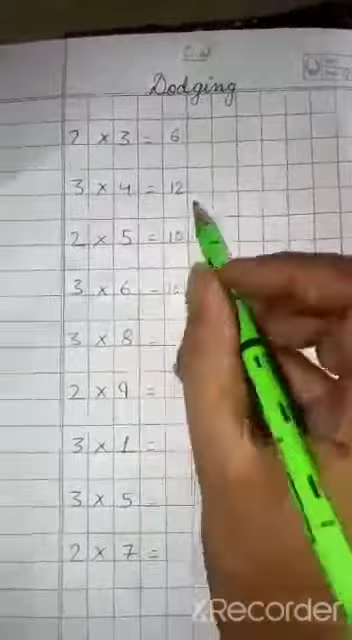 C.W
Dodging
2 × 3 = 6
3 × 4 = 12
2 × 5 = 10
3 × 6 =
3 × 8 =
2 × 9 =
3 × 1 =
3 × 5 =
2 × 7 =
XRecorder